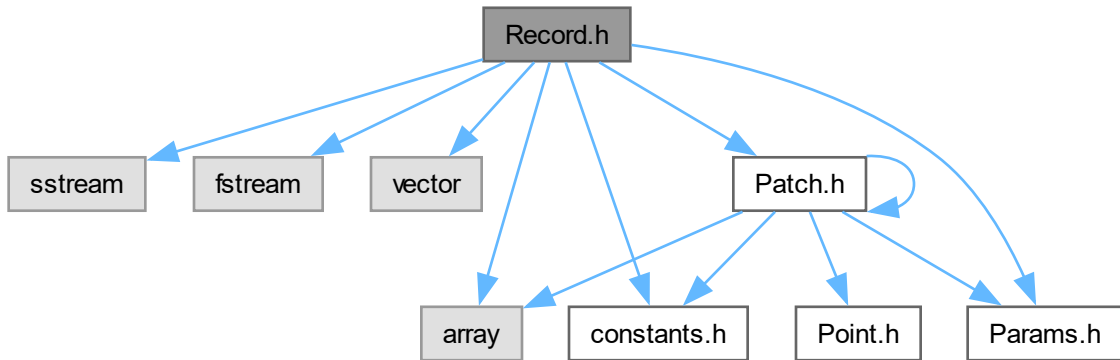 Record.h
sstream
fstream
vector
Patch.h
array
constants.h
Point.h
Params.h